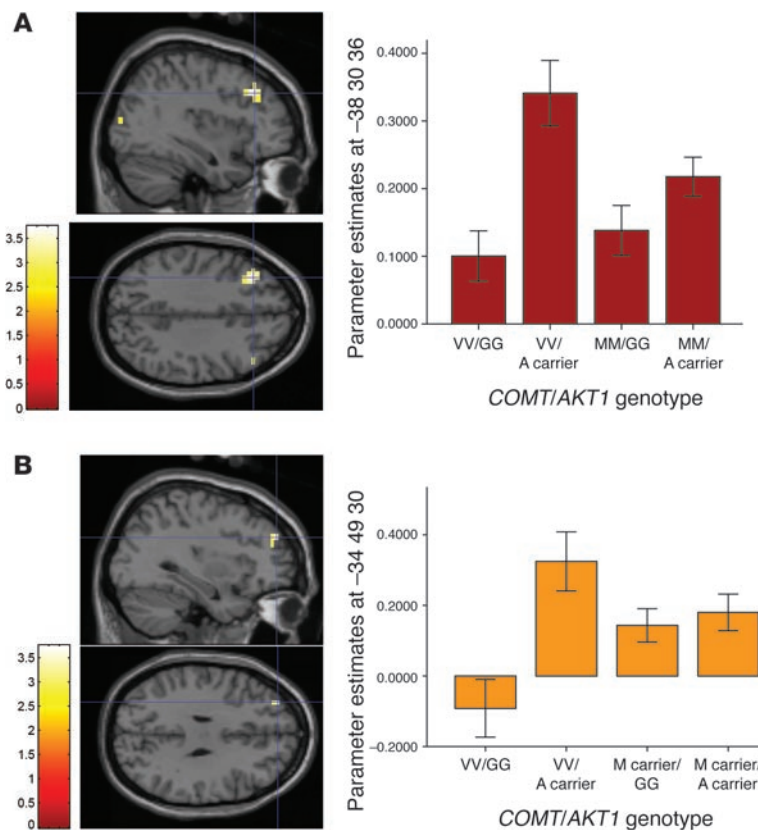 A
3.5
3
2.5
2
1.5
1
0.5
0
Parameter estimates at –38 30 36
0.4000
0.3000
0.2000
0.1000
0.0000
VV/GG
VV/
A carrier
MM/GG
MM/
A carrier
COMT/AKT1 genotype
B
3.5
3
2.5
2
1.5
1
0.5
0
Parameter estimates at –34 49 30
0.4000
0.2000
0.0000
–0.2000
VV/GG
VV/
A carrier
M carrier/
GG
M carrier/
A carrier
COMT/AKT1 genotype